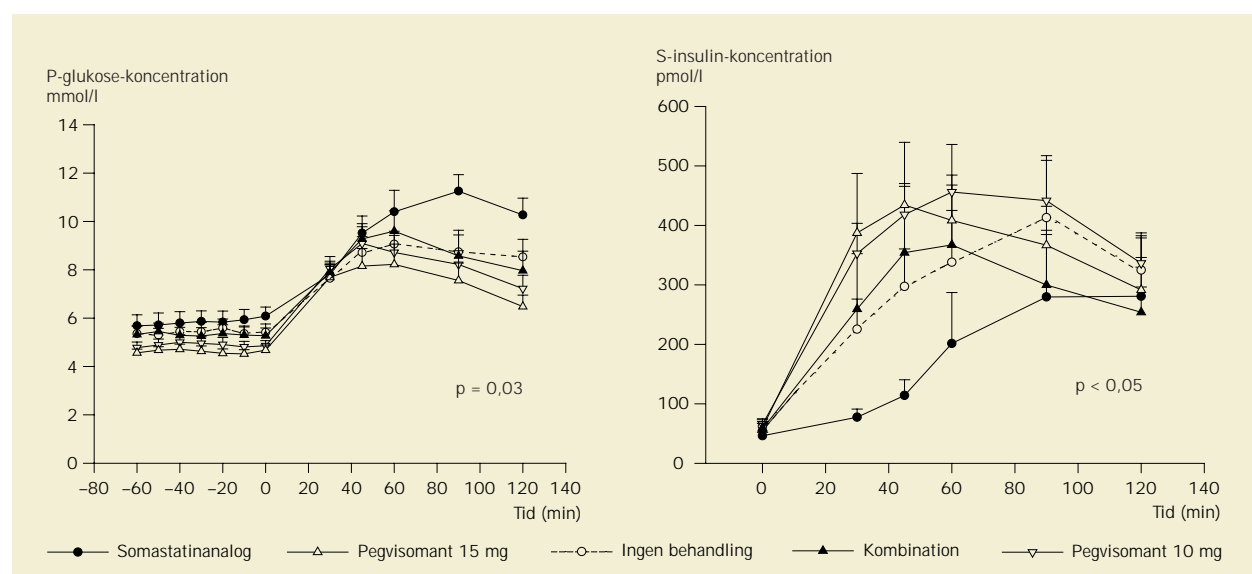 P-glukose-koncentration
mmol/l
14
12
10
8
6
4
2
0
–80 –60 –40 –20 0 20 40 60 80 100 120 140
Tid (min)
p = 0,03
S-insulin-koncentration
pmol/l
600
500
400
300
200
100
0
0 20 40 60 80 100 120 140
Tid (min)
p < 0,05
Somastatinanalog Pegvisomant 15 mg Ingen behandling Kombination Pegvisomant 10 mg